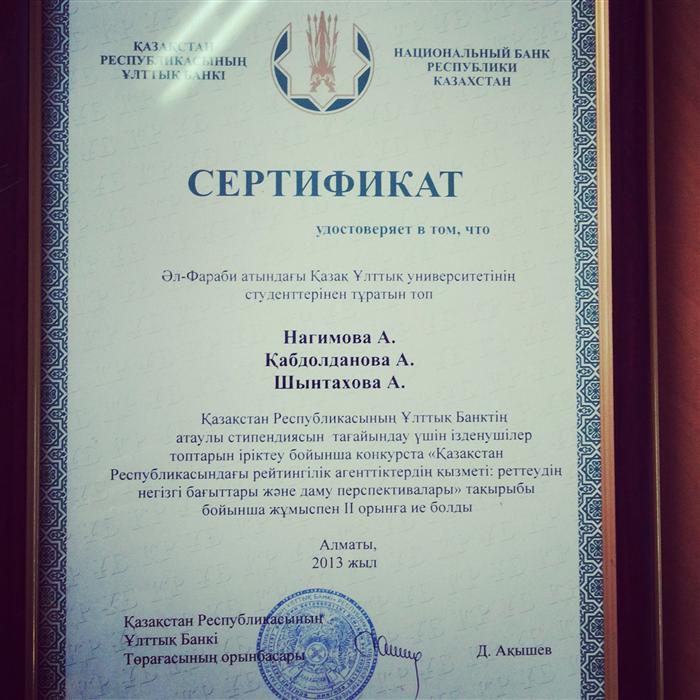 ҚАЗАҚСТАН
РЕСПУБЛИКАСЫНЫҢ
ҰЛТТЫҚ БАНКІ
НАЦИОНАЛЬНЫЙ БАНК
РЕСПУБЛИКИ
КАЗАХСТАН
СЕРТИФИКАТ
удостоверяет в том, что
Әл-Фараби атындағы Қазақ Ұлттық университетінің
студенттерінен тұратын топ
Нагимова А.
Қабдолданова А.
Шынтахова А.
Қазақстан Республикасының Ұлттық Банктің
атаулы стипендиясын тағайындау үшін ізденушілер
топтарын іріктеу бойынша конкурста «Қазақстан
Республикасындағы рейтингілік агенттіктердің қызметі: реттеудің
негізгі бағыттары және даму перспективалары» тақырыбы
бойынша жұмыспен II орынға ие болды
Алматы,
2013 жыл
Қазақстан Республикасының
Ұлттық Банкі
Төрағасының орынбасары
Д. Ақышев